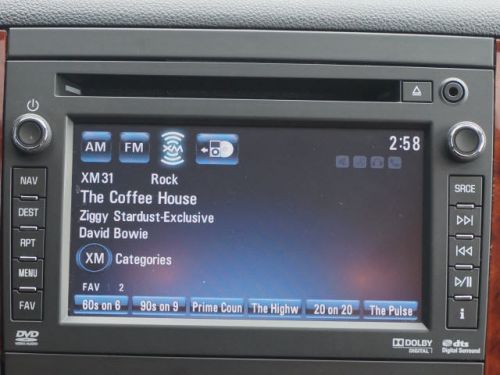 AM FM XM 2:58
XM31 Rock
The Coffee House
Ziggy Stardust-Exclusive
David Bowie
XM Categories
FAV : 2
60s on 6 90s on 9 Prime Coun The Highw 20 on 20 The Pulse
NAV
DEST
RPT
MENU
FAV
SRCE
i
DVD
VIDEO/AUDIO
DOLBY
DIGITAL
dts
Digital Surround